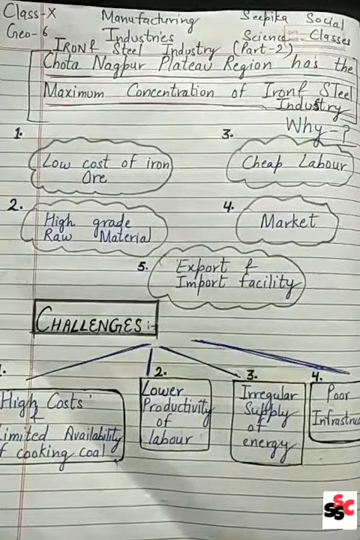 Class-X Manufacturing Seepika Social
Geo-6 Industries Science Classes
Iron & Steel Industry (Part-2)
Chota Nagpur Plateau Region has the
Maximum Concentration of Iron & Steel
Industry
Why-?
1.
Low cost of iron
Ore
3.
Cheap Labour
2.
High grade
Raw Material
4.
Market
5.
Export &
Import facility
CHALLENGES:-
1.
High Costs
&
Limited Availability
of cooking coal
2.
Lower
Productivity
of
labour
3.
Irregular
Supply
of
energy
4.
Poor
Infrastruc
SSC